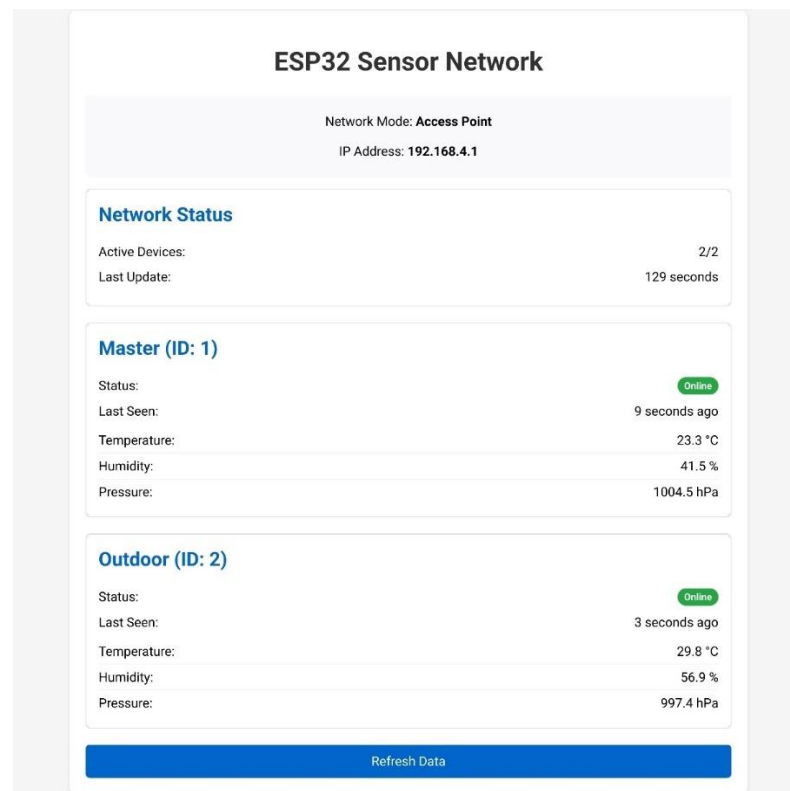 ESP32 Sensor Network
Network Mode: Access Point
IP Address: 192.168.4.1
Network Status
Active Devices: 2/2
Last Update: 129 seconds
Master (ID: 1)
Status: Online
Last Seen: 9 seconds ago
Temperature: 23.3 °C
Humidity: 41.5 %
Pressure: 1004.5 hPa
Outdoor (ID: 2)
Status: Online
Last Seen: 3 seconds ago
Temperature: 29.8 °C
Humidity: 56.9 %
Pressure: 997.4 hPa
Refresh Data